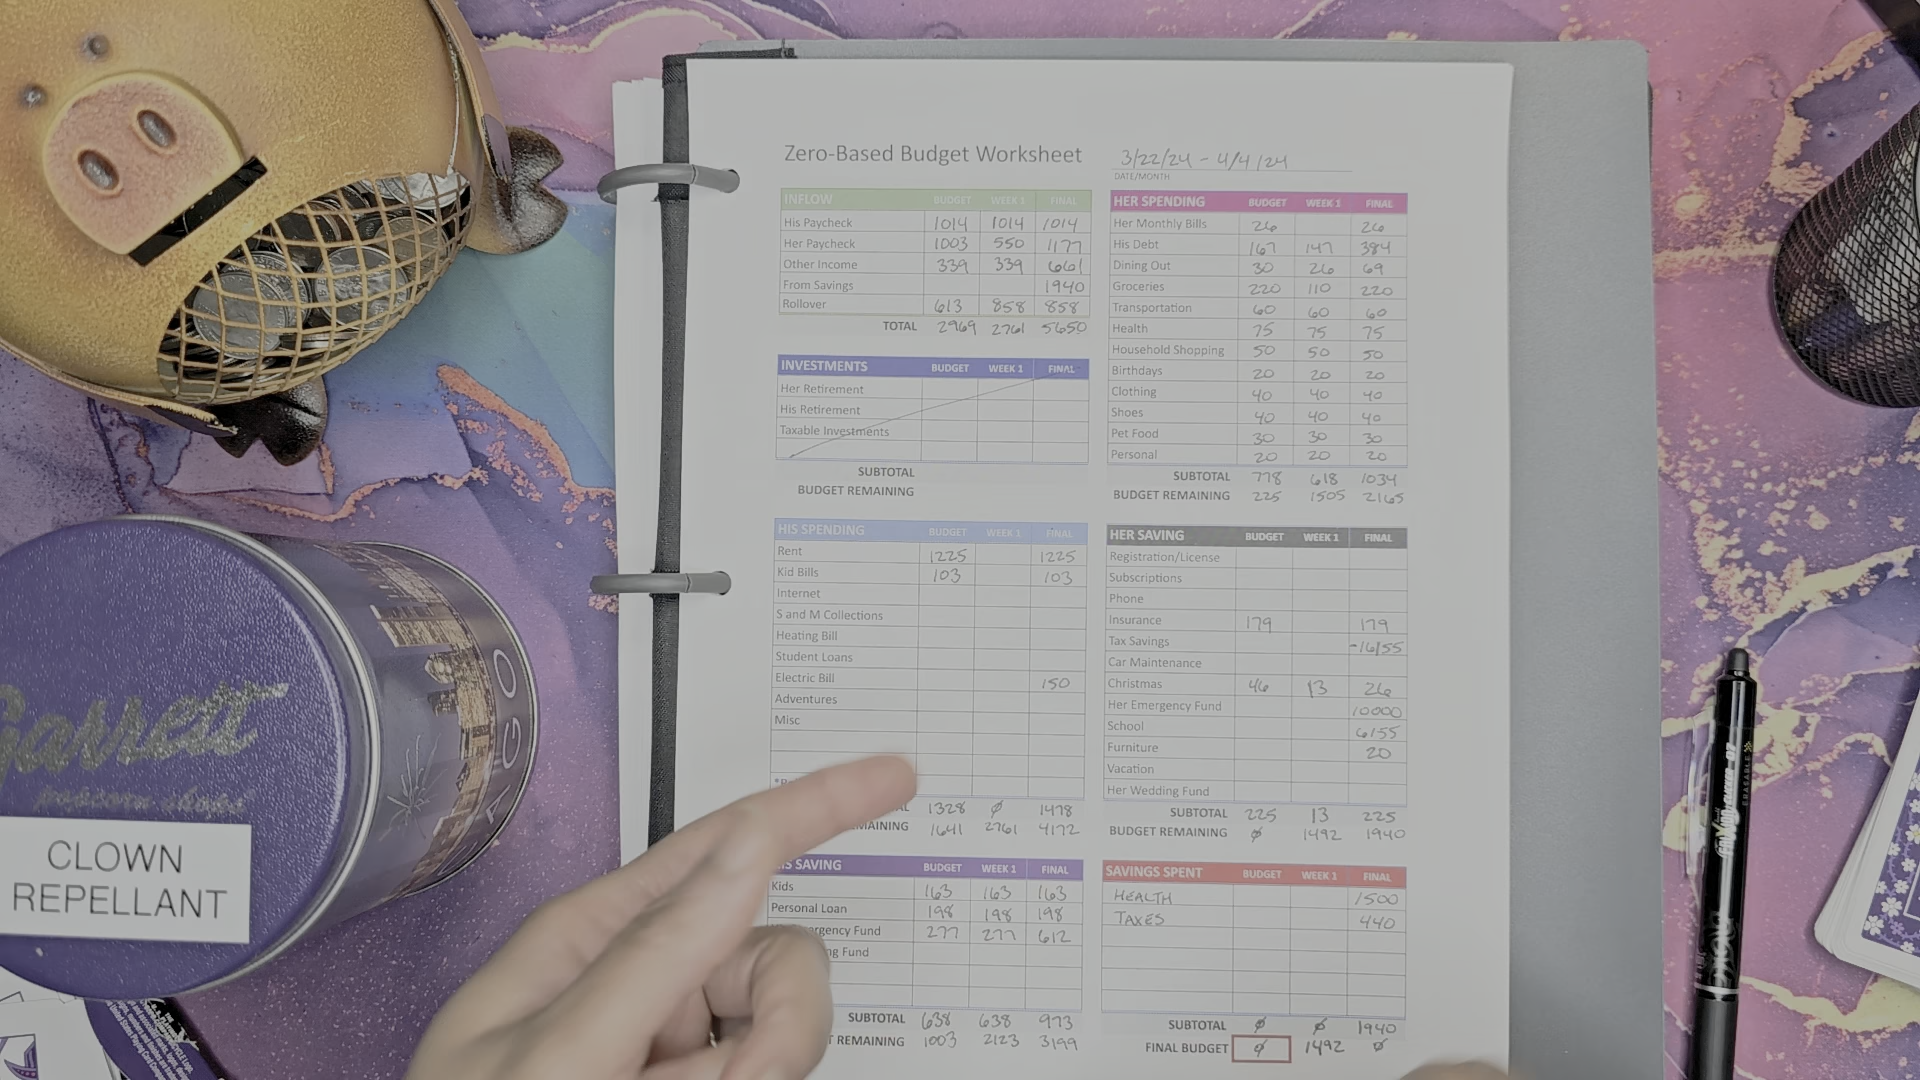 Zero-Based Budget Worksheet
3/22/24 - 4/4/24
DATE/MONTH
INFLOW BUDGET WEEK 1 FINAL
His Paycheck 1014 1014 1014
Her Paycheck 1003 550 1177
Other Income 339 339 661
From Savings 1940
Rollover 613 858 858
TOTAL 2969 2761 5650
INVESTMENTS BUDGET WEEK 1 FINAL
Her Retirement
His Retirement
Taxable Investments
SUBTOTAL
BUDGET REMAINING
HIS SPENDING BUDGET WEEK 1 FINAL
Rent 1225 1225
Kid Bills 103 103
Internet
S and M Collections
Heating Bill
Student Loans
Electric Bill 150
Adventures
Misc
1328 ø 1478
1641 2761 4172
SAVING BUDGET WEEK 1 FINAL
Kids 163 163 163
Personal Loan 198 198 198
Fund 277 277 612
Fund
SUBTOTAL 638 638 973
REMAINING 1003 2123 3199
HER SPENDING BUDGET WEEK 1 FINAL
Her Monthly Bills 26 26
His Debt 167 147 384
Dining Out 30 26 69
Groceries 220 110 220
Transportation 60 60 60
Health 75 75 75
Household Shopping 50 50 50
Birthdays 20 20 20
Clothing 40 40 40
Shoes 40 40 40
Pet Food 30 30 30
Personal 20 20 20
SUBTOTAL 778 618 1034
BUDGET REMAINING 225 1505 2165
HER SAVING BUDGET WEEK 1 FINAL
Registration/License
Subscriptions
Phone
Insurance 179 179
Tax Savings
Car Maintenance
Christmas 46 13 26
Her Emergency Fund
School
Furniture 20
Vacation
Her Wedding Fund
SUBTOTAL 225 13 225
BUDGET REMAINING ø 1492 1940
SAVINGS SPENT BUDGET WEEK 1 FINAL
HEALTH 1500
TAXES 440
SUBTOTAL ø ø 1940
FINAL BUDGET ø 1492 ø
Garrett
popcorn shops
CLOWN
REPELLANT
AGO